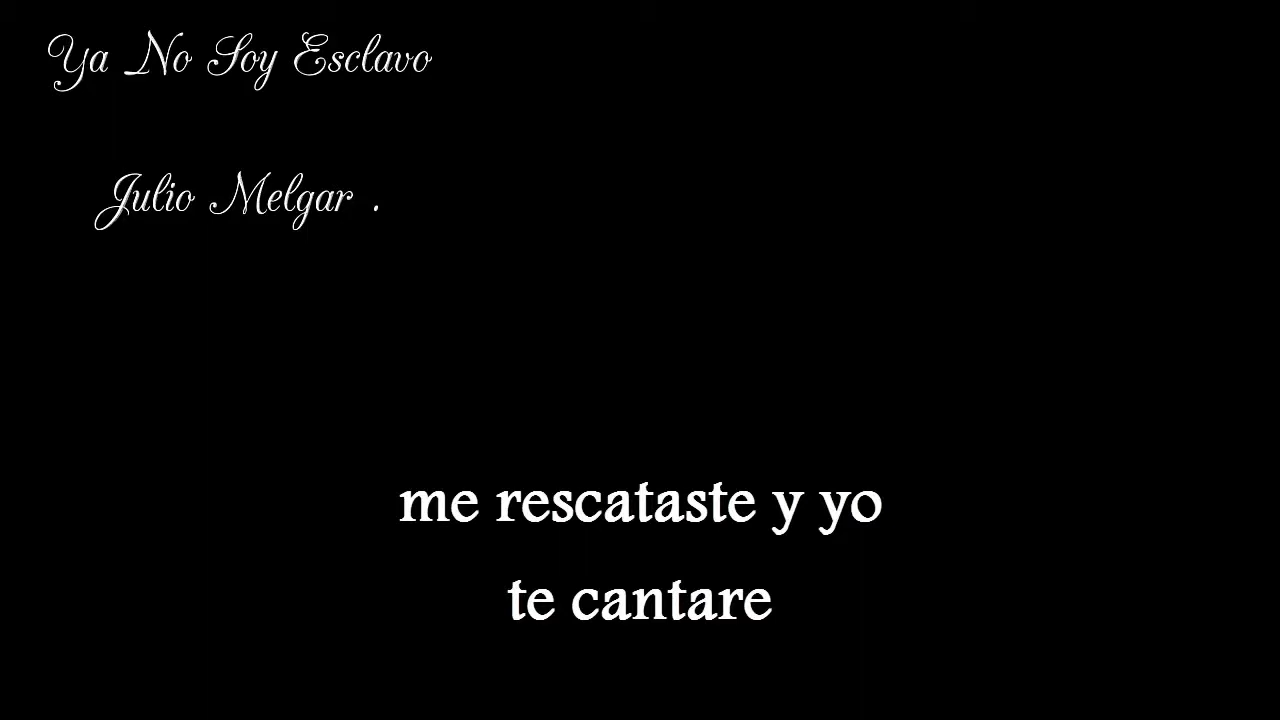 Ya No Soy Esclavo
Julio Melgar .
me rescataste y yo
te cantare